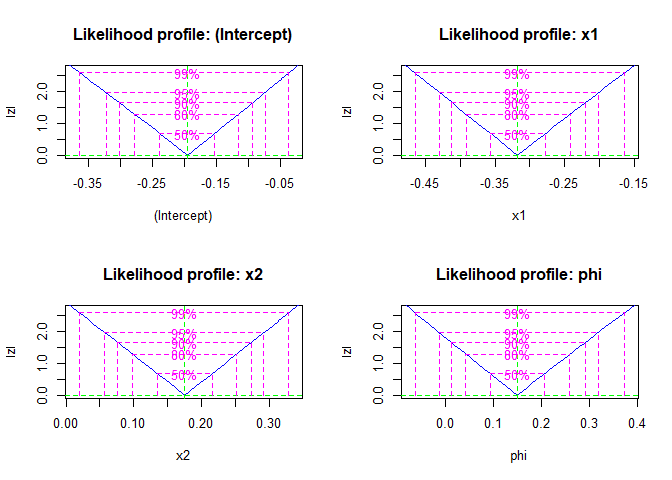 Likelihood profile: (Intercept)
|z|
0.0 1.0 2.0
99%
95%
90%
80%
50%
-0.35 -0.25 -0.15 -0.05
(Intercept)
Likelihood profile: x1
|z|
0.0 1.0 2.0
99%
95%
90%
80%
50%
-0.45 -0.35 -0.25 -0.15
x1
Likelihood profile: x2
|z|
0.0 1.0 2.0
99%
95%
90%
80%
50%
0.00 0.10 0.20 0.30
x2
Likelihood profile: phi
|z|
0.0 1.0 2.0
99%
95%
90%
80%
50%
0.0 0.1 0.2 0.3 0.4
phi